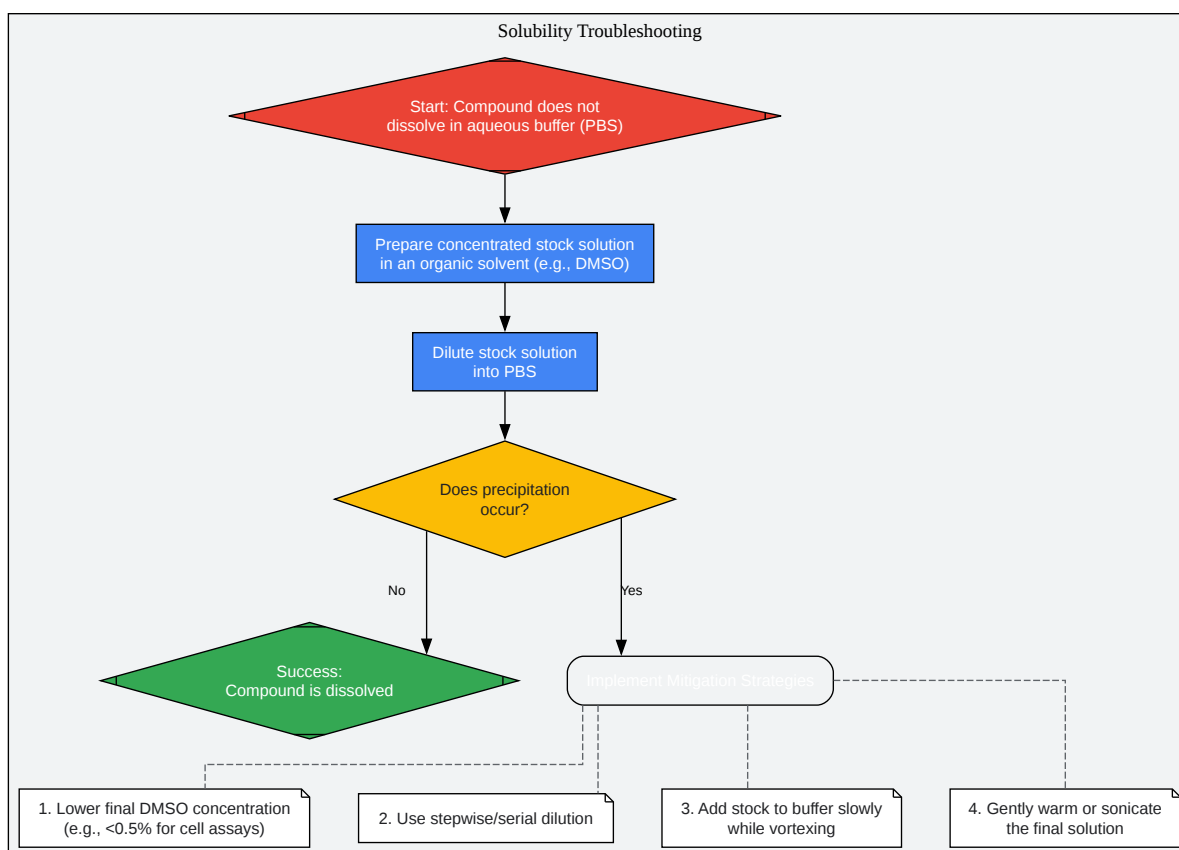 Solubility Troubleshooting
Start: Compound does not
dissolve in aqueous buffer (PBS)
Prepare concentrated stock solution
in an organic solvent (e.g., DMSO)
Dilute stock solution
into PBS
Does precipitation
occur?
No
Yes
Success:
Compound is dissolved
Implement Mitigation Strategies
1. Lower final DMSO concentration
(e.g., <0.5% for cell assays)
2. Use stepwise/serial dilution
3. Add stock to buffer slowly
while vortexing
4. Gently warm or sonicate
the final solution